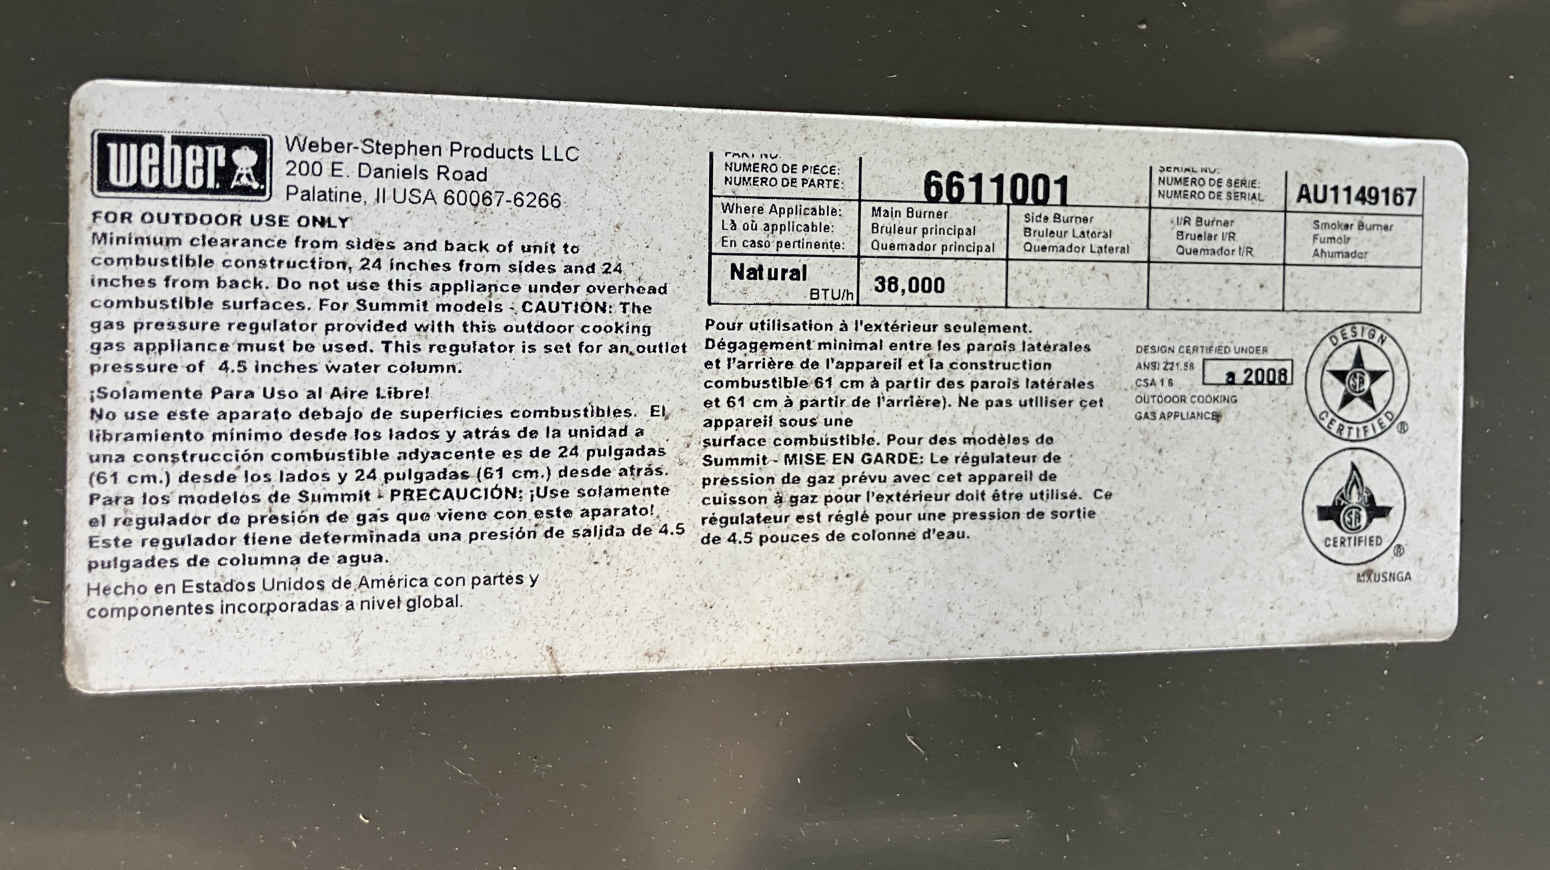 weber
Weber-Stephen Products LLC
200 E. Daniels Road
Palatine, Il USA 60067-6266
FOR OUTDOOR USE ONLY
Minimum clearance from sides and back of unit to
combustible construction, 24 inches from sides and 24
inches from back. Do not use this appliance under overhead
combustible surfaces. For Summit models - CAUTION: The
gas pressure regulator provided with this outdoor cooking
gas appliance must be used. This regulator is set for an outlet
pressure of 4.5 inches water column.
¡Solamente Para Uso al Aire Libre!
No use este aparato debajo de superficies combustibles. El
libramiento mínimo desde los lados y atrás de la unidad a
una construcción combustible adyacente es de 24 pulgadas
(61 cm.) desde los lados y 24 pulgadas (61 cm.) desde atrás.
Para los modelos de Summit - PRECAUCIÓN: ¡Use solamente
el regulador de presión de gas que viene con este aparato!
Este regulador tiene determinada una presión de salida de 4.5
pulgades de columna de agua.
Hecho en Estados Unidos de América con partes y
componentes incorporadas a nivel global.
PART NO.
NUMERO DE PIECE:
NUMERO DE PARTE:
6611001
SERIAL NO.
NUMERO DE SERIE:
NUMERO DE SERIAL
AU1149167
Where Applicable:
Là où applicable:
En caso pertinente:
Main Burner
Bruleur principal
Quemador principal
Side Burner
Bruleur Latoral
Quemador Lateral
I/R Burner
Bruelar I/R
Quemador I/R
Smoker Burner
Fumoir
Ahumador
Natural
BTU/h
38,000
Pour utilisation à l'extérieur seulement.
Dégagement minimal entre les parois latérales
et l'arrière de l'appareil et la construction
combustible 61 cm à partir des parois latérales
et 61 cm à partir de l'arrière). Ne pas utiliser cet
appareil sous une
surface combustible. Pour des modèles de
Summit - MISE EN GARDE: Le régulateur de
pression de gaz prévu avec cet appareil de
cuisson à gaz pour l'extérieur doit être utilisé. Ce
régulateur est réglé pour une pression de sortie
de 4.5 pouces de colonne d'eau.
DESIGN CERTIFIED UNDER
ANSI Z21.58
CSA 1 6
a 2008
OUTDOOR COOKING
GAS APPLIANCE
DESIGN
CERTIFIED
®
CERTIFIED
®
MXUSNGA